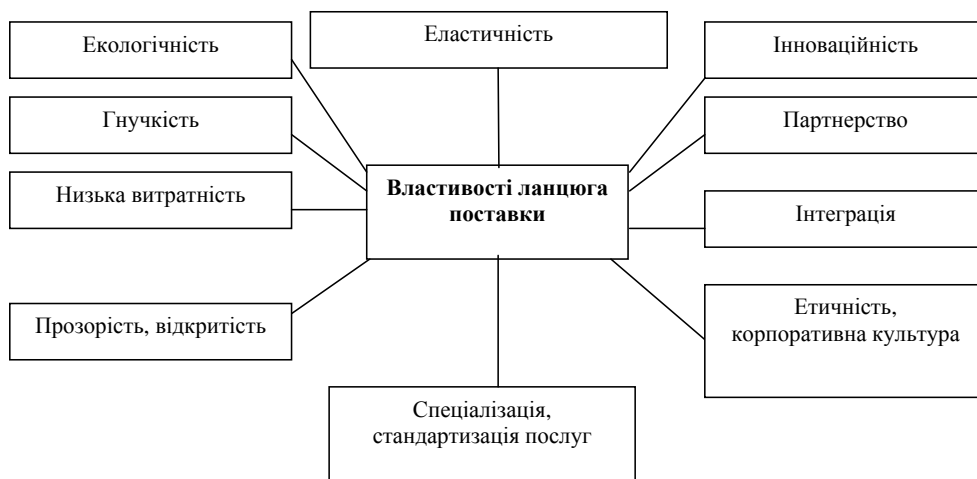 Екологічність
Еластичність
Інноваційність
Гнучкість
Партнерство
Низька витратність
Властивості ланцюга
поставки
Інтеграція
Прозорість, відкритість
Етичність,
корпоративна культура
Спеціалізація,
стандартизація послуг